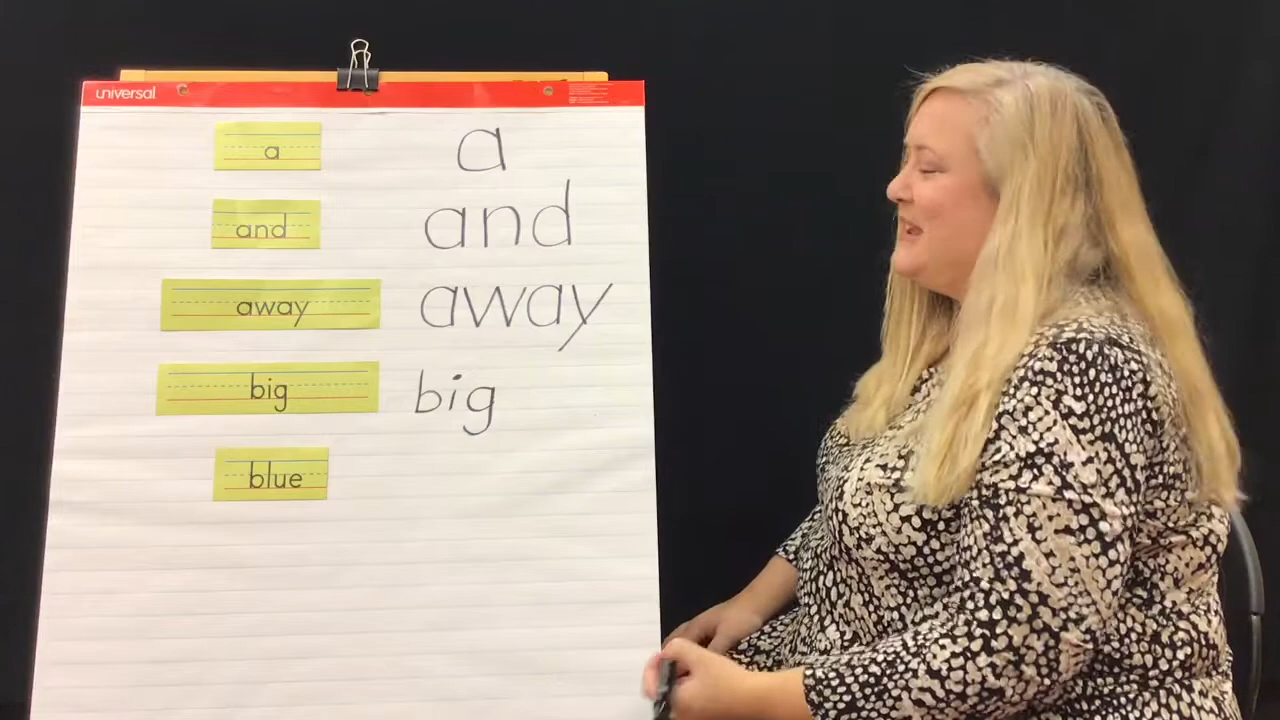 universal
a a
and and
away away
big big
blue